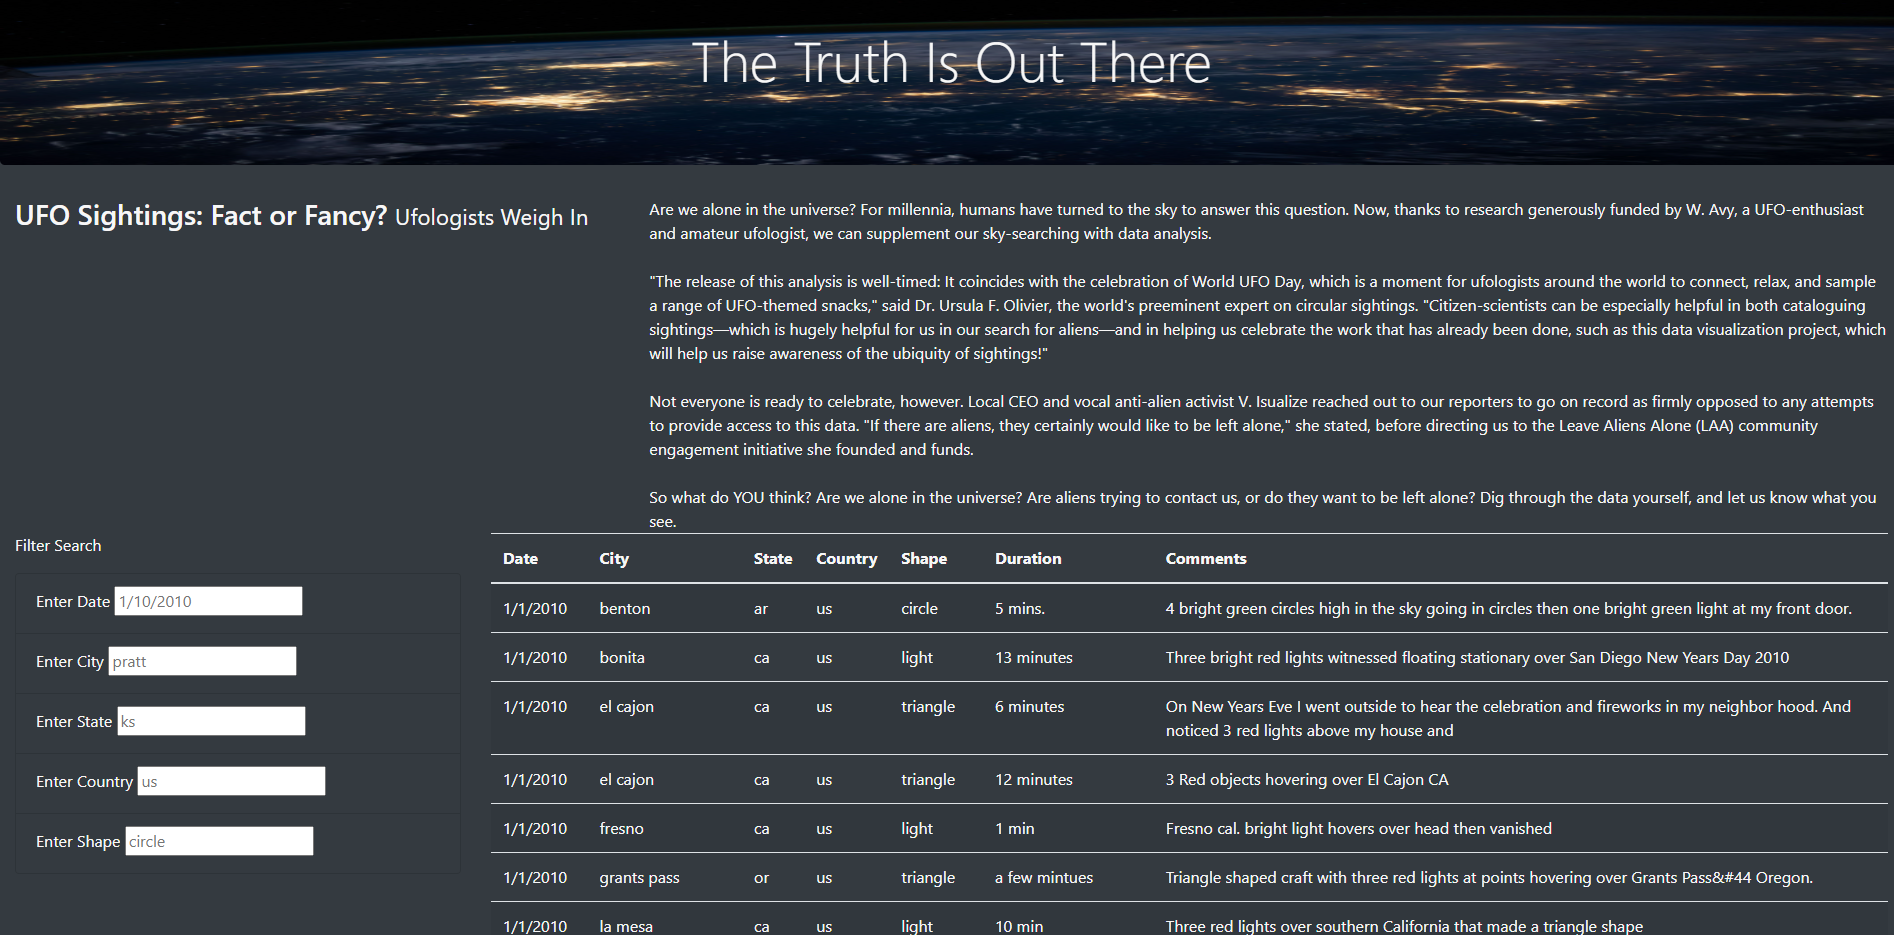 The Truth Is Out There
UFO Sightings: Fact or Fancy? Ufologists Weigh In
Are we alone in the universe? For millennia, humans have turned to the sky to answer this question. Now, thanks to research generously funded by W. Avy, a UFO-enthusiast
and amateur ufologist, we can supplement our sky-searching with data analysis.
"The release of this analysis is well-timed: It coincides with the celebration of World UFO Day, which is a moment for ufologists around the world to connect, relax, and sample
a range of UFO-themed snacks," said Dr. Ursula F. Olivier, the world's preeminent expert on circular sightings. "Citizen-scientists can be especially helpful in both cataloguing
sightings—which is hugely helpful for us in our search for aliens—and in helping us celebrate the work that has already been done, such as this data visualization project, which
will help us raise awareness of the ubiquity of sightings!"
Not everyone is ready to celebrate, however. Local CEO and vocal anti-alien activist V. Isualize reached out to our reporters to go on record as firmly opposed to any attempts
to provide access to this data. "If there are aliens, they certainly would like to be left alone," she stated, before directing us to the Leave Aliens Alone (LAA) community
engagement initiative she founded and funds.
So what do YOU think? Are we alone in the universe? Are aliens trying to contact us, or do they want to be left alone? Dig through the data yourself, and let us know what you
see.
Filter Search
Enter Date 1/10/2010
Enter City pratt
Enter State ks
Enter Country us
Enter Shape circle
Date City State Country Shape Duration Comments
1/1/2010 benton ar us circle 5 mins. 4 bright green circles high in the sky going in circles then one bright green light at my front door.
1/1/2010 bonita ca us light 13 minutes Three bright red lights witnessed floating stationary over San Diego New Years Day 2010
1/1/2010 el cajon ca us triangle 6 minutes On New Years Eve I went outside to hear the celebration and fireworks in my neighbor hood. And
noticed 3 red lights above my house and
1/1/2010 el cajon ca us triangle 12 minutes 3 Red objects hovering over El Cajon CA
1/1/2010 fresno ca us light 1 min Fresno cal. bright light hovers over head then vanished
1/1/2010 grants pass or us triangle a few mintues Triangle shaped craft with three red lights at points hovering over Grants Pass&#44 Oregon.
1/1/2010 la mesa ca us light 10 min Three red lights over southern California that made a triangle shape